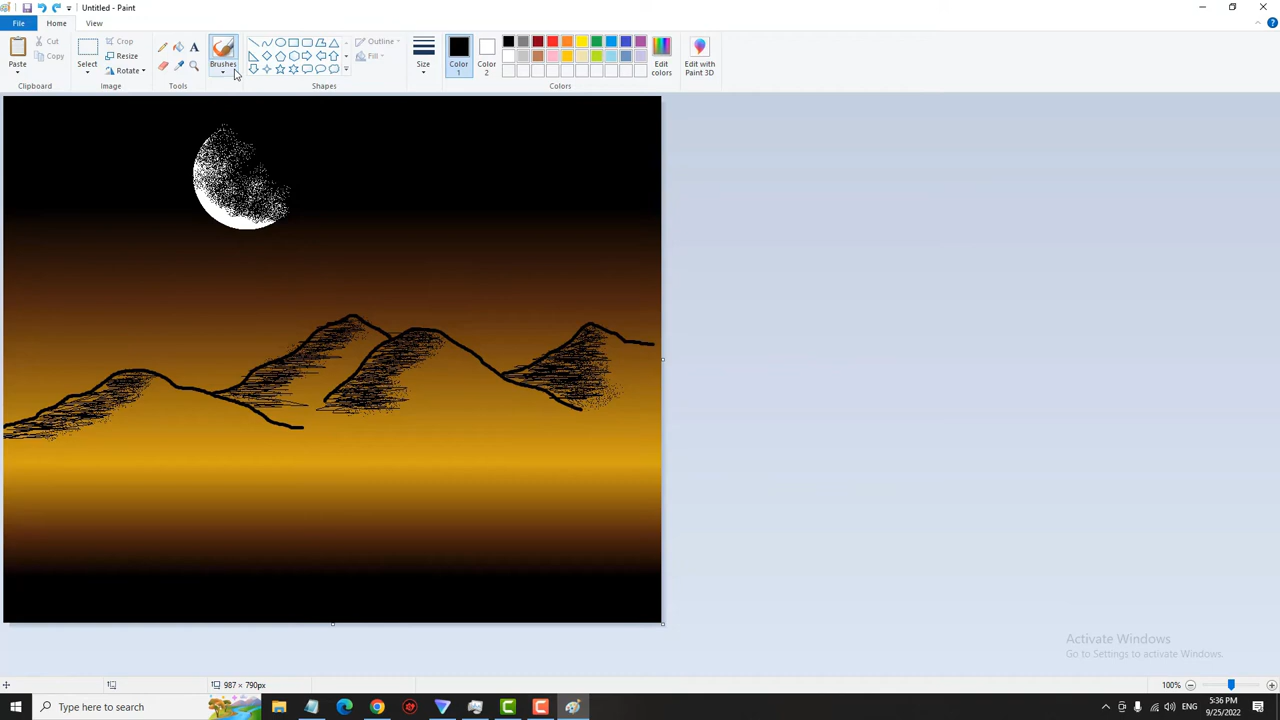 Untitled - Paint
File Home View
Paste
Cut
Copy
Clipboard
Select
Crop
Resize
Rotate
Image
Tools
Brushes
Outline
Fill
Shapes
Size
Color 1
Color 2
Edit colors
Colors
Edit with Paint 3D
Activate Windows
Go to Settings to activate Windows.
987 × 790px
100%
Type here to search
ENG
5:36 PM
9/25/2022